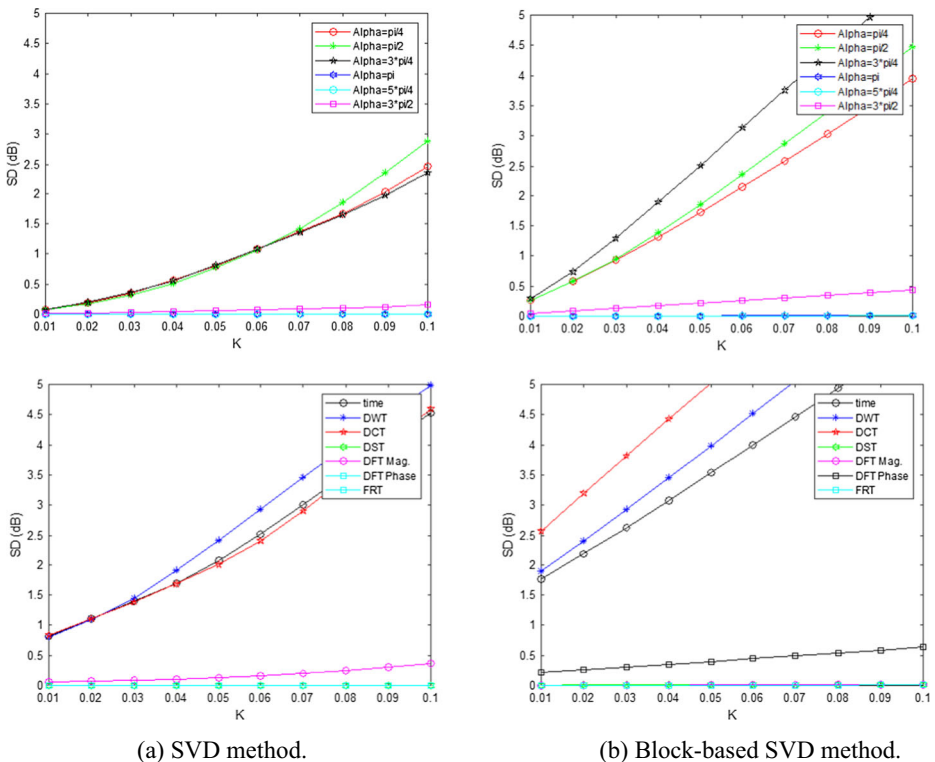 5
4.5
4
3.5
3
2.5
2
1.5
1
0.5
0
SD (dB)
0.01 0.02 0.03 0.04 0.05 0.06 0.07 0.08 0.09 0.1
K
Alpha=pi/4
Alpha=pi/2
Alpha=3*pi/4
Alpha=pi
Alpha=5*pi/4
Alpha=3*pi/2
5
4.5
4
3.5
3
2.5
2
1.5
1
0.5
0
SD (dB)
0.01 0.02 0.03 0.04 0.05 0.06 0.07 0.08 0.09 0.1
K
Alpha=pi/4
Alpha=pi/2
Alpha=3*pi/4
Alpha=pi
Alpha=5*pi/4
Alpha=3*pi/2
5
4.5
4
3.5
3
2.5
2
1.5
1
0.5
0
SD (dB)
0.01 0.02 0.03 0.04 0.05 0.06 0.07 0.08 0.09 0.1
K
time
DWT
DCT
DST
DFT Mag.
DFT Phase
FRT
5
4.5
4
3.5
3
2.5
2
1.5
1
0.5
0
SD (dB)
0.01 0.02 0.03 0.04 0.05 0.06 0.07 0.08 0.09 0.1
K
time
DWT
DCT
DST
DFT Mag.
DFT Phase
FRT
(a) SVD method.
(b) Block-based SVD method.